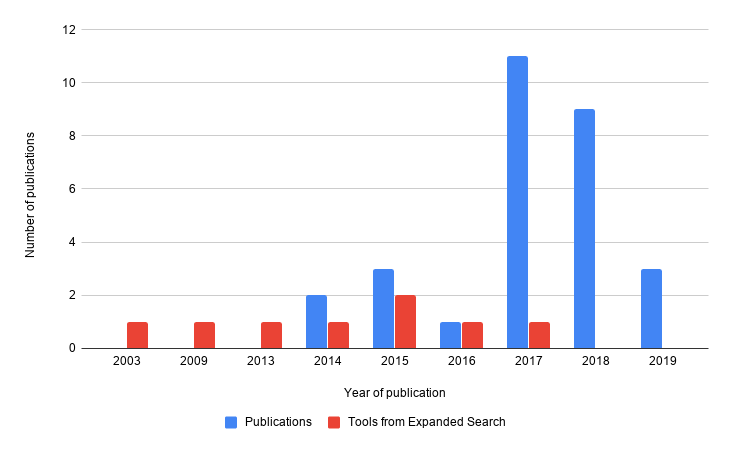 12
10
8
6
4
2
0
Number of publications
2003 2009 2013 2014 2015 2016 2017 2018 2019
Year of publication
Publications Tools from Expanded Search